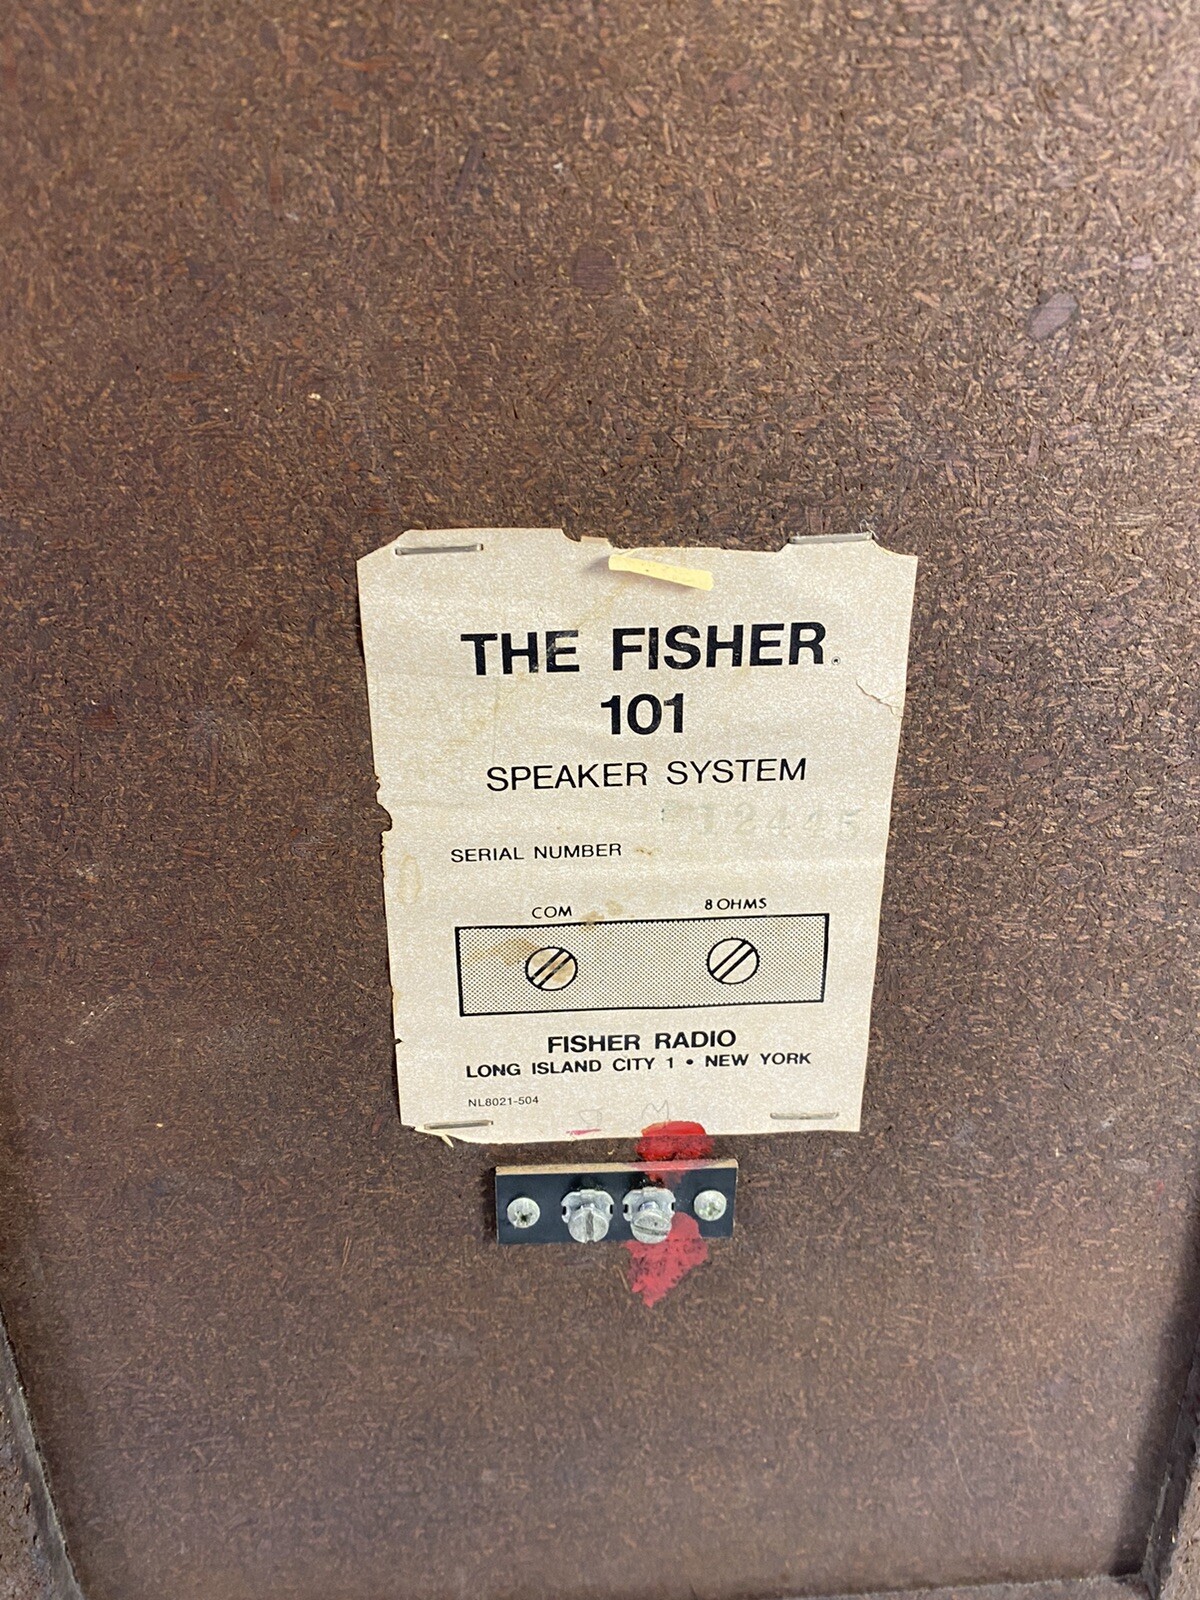 THE FISHER
101
SPEAKER SYSTEM
SERIAL NUMBER
COM 8 OHMS
FISHER RADIO
LONG ISLAND CITY 1 • NEW YORK
NL8021-504